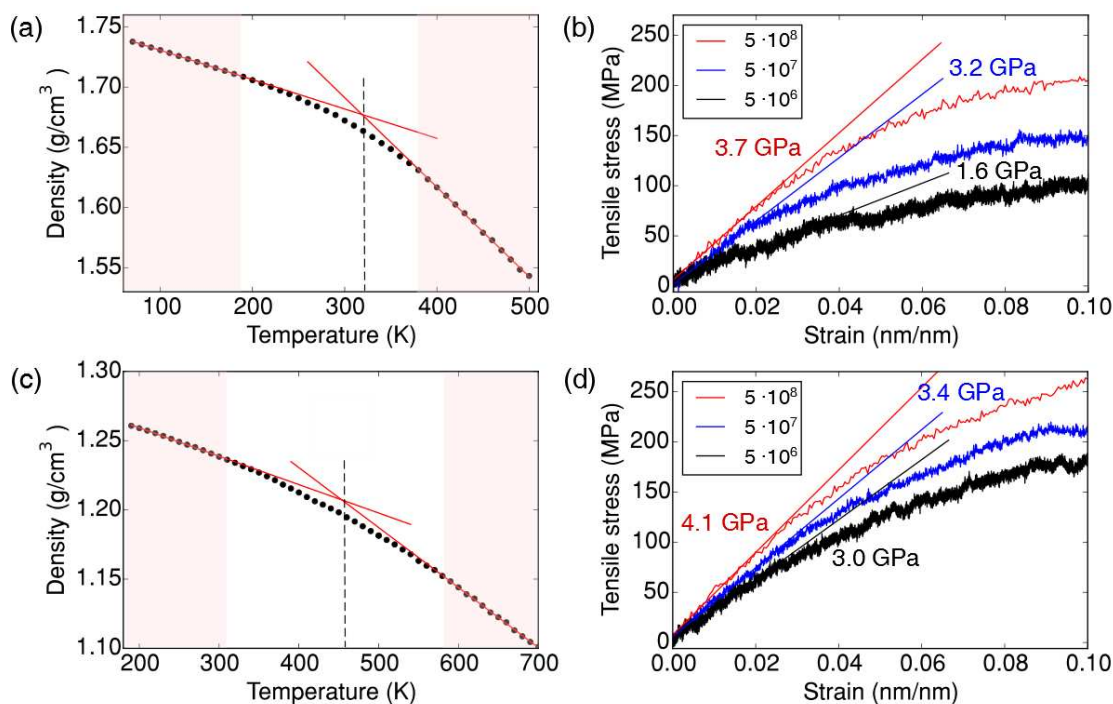 (a)
1.75
1.70
1.65
1.60
1.55
Density (g/cm³)
100 200 300 400 500
Temperature (K)
(b)
250
200
150
100
50
0
Tensile stress (MPa)
5 ·10⁸
5 ·10⁷
5 ·10⁶
3.2 GPa
3.7 GPa
1.6 GPa
0.00 0.02 0.04 0.06 0.08 0.10
Strain (nm/nm)
(c)
1.30
1.25
1.20
1.15
1.10
Density (g/cm³)
200 300 400 500 600 700
Temperature (K)
(d)
250
200
150
100
50
0
Tensile stress (MPa)
5 ·10⁸
5 ·10⁷
5 ·10⁶
3.4 GPa
4.1 GPa
3.0 GPa
0.00 0.02 0.04 0.06 0.08 0.10
Strain (nm/nm)